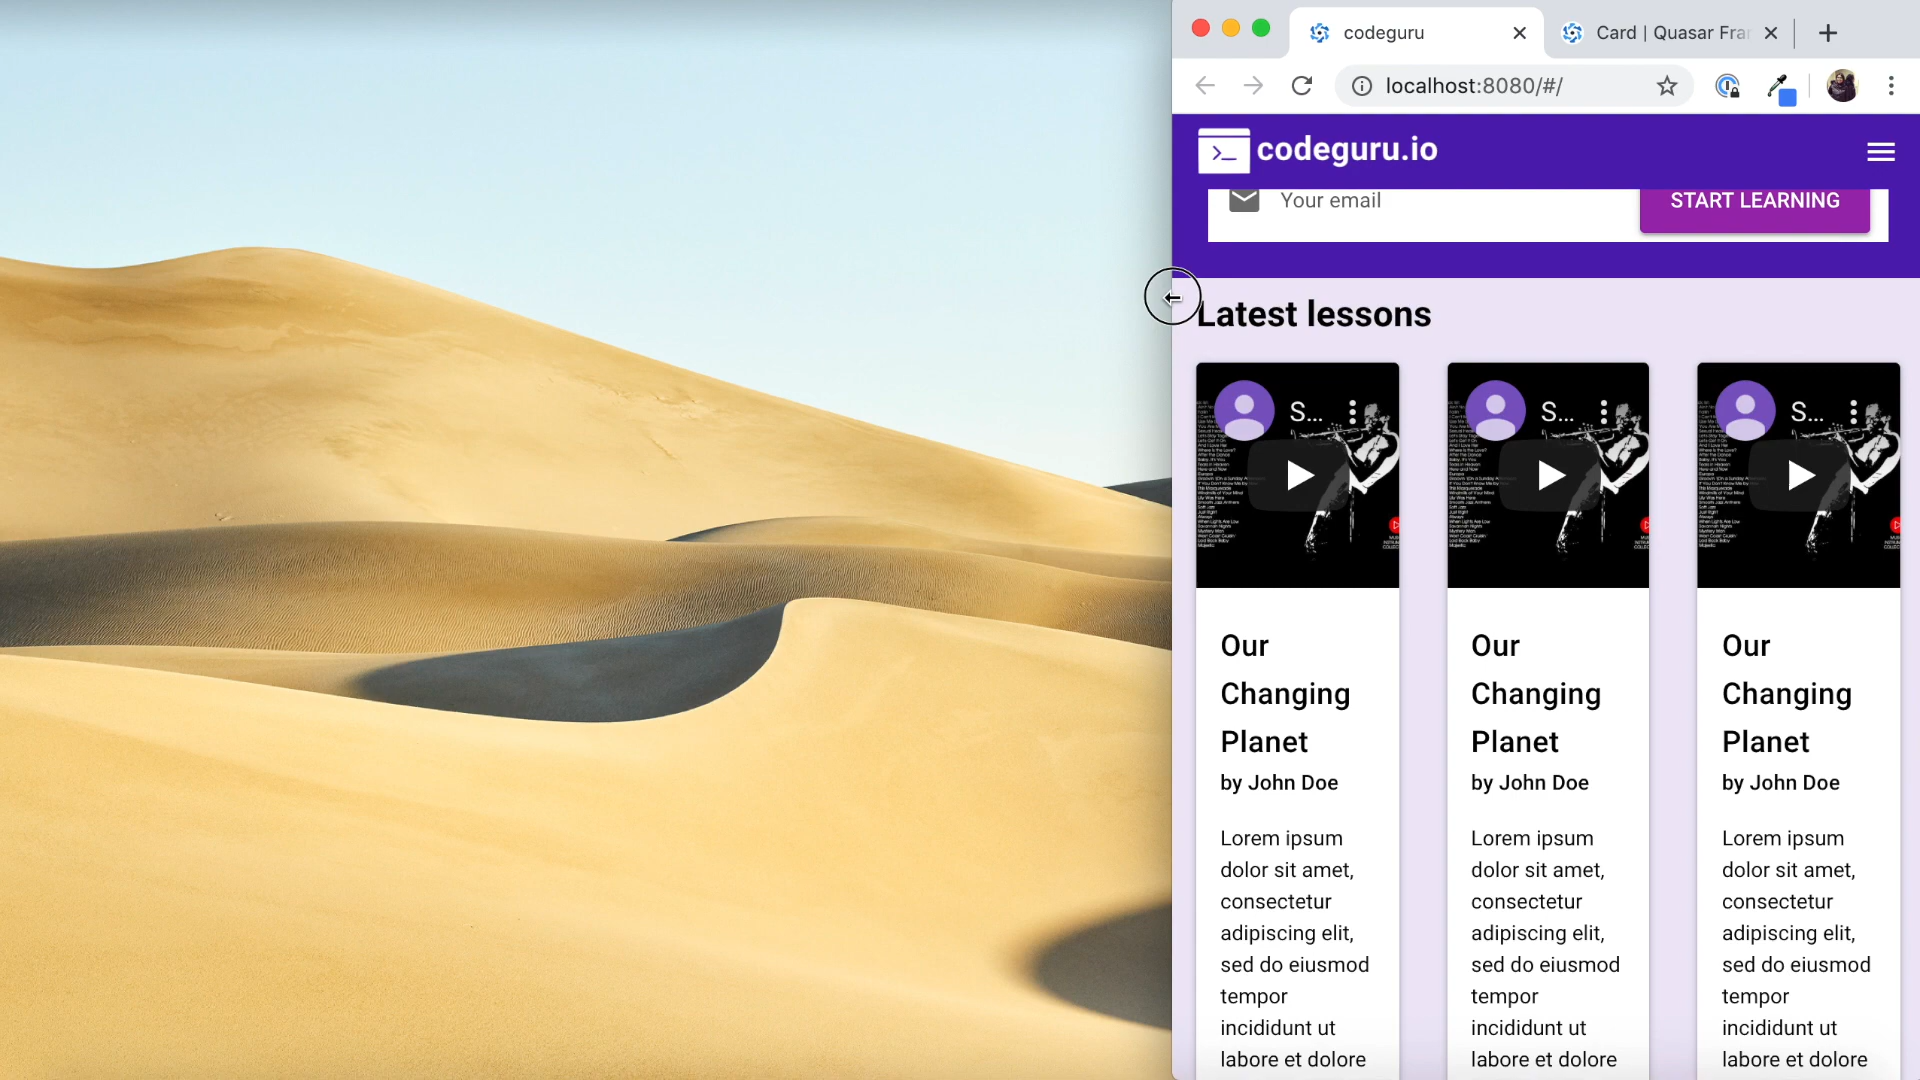 codeguru
Card | Quasar Fra
localhost:8080/#/
>_ codeguru.io
Your email
START LEARNING
Latest lessons
S... S... S...
Our
Changing
Planet
by John Doe
Lorem ipsum
dolor sit amet,
consectetur
adipiscing elit,
sed do eiusmod
tempor
incididunt ut
labore et dolore
Our
Changing
Planet
by John Doe
Lorem ipsum
dolor sit amet,
consectetur
adipiscing elit,
sed do eiusmod
tempor
incididunt ut
labore et dolore
Our
Changing
Planet
by John Doe
Lorem ipsum
dolor sit amet,
consectetur
adipiscing elit,
sed do eiusmod
tempor
incididunt ut
labore et dolore